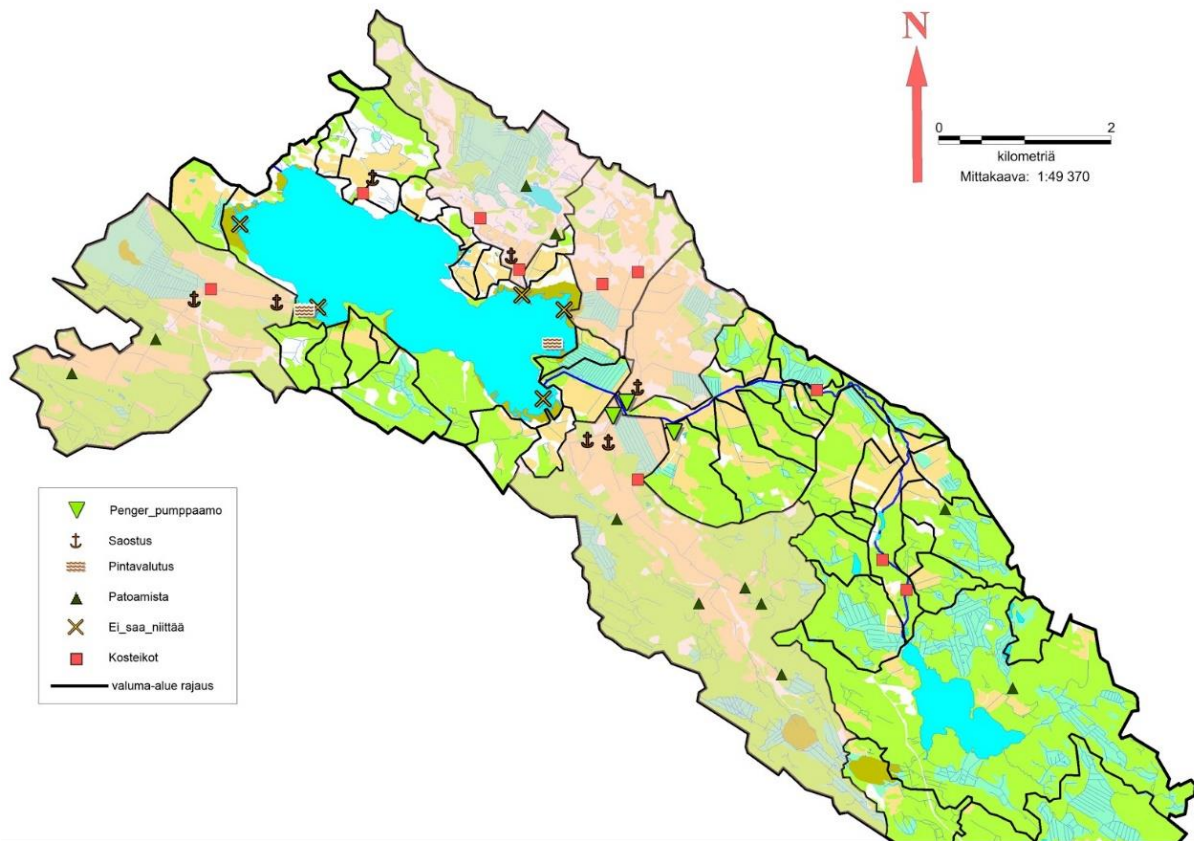 N
0 2
kilometriä
Mittakaava: 1:49 370
Penger_pumppaamo
Saostus
Pintavalutus
Patoamista
Ei_saa_niittää
Kosteikot
valuma-alue rajaus